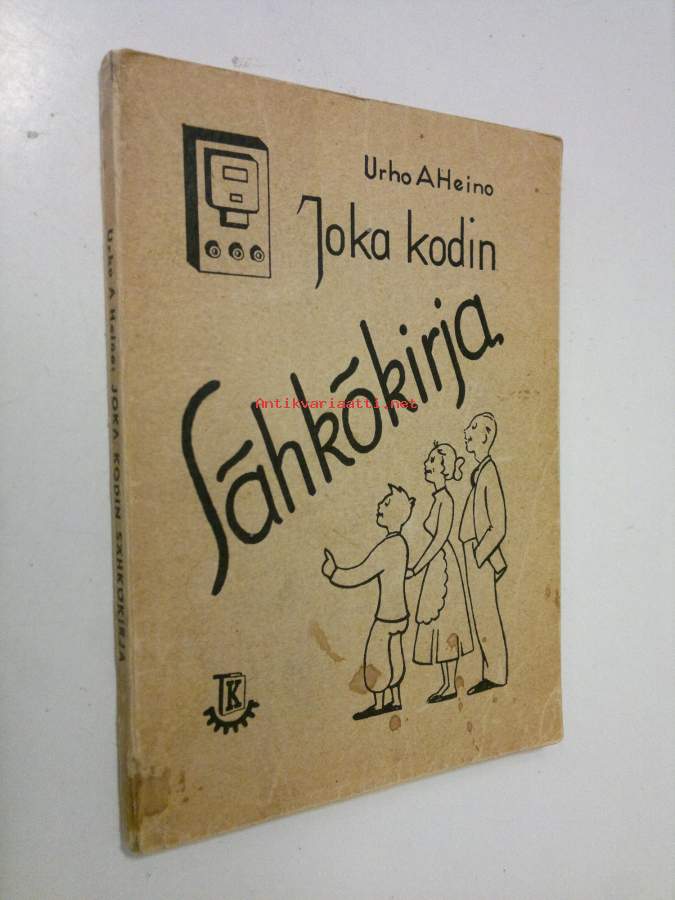 Urho A Heino
Joka kodin
Sähkökirja
Antikvariaatti.net
Urho A Heino: JOKA KODIN SÄHKÖKIRJA
TK